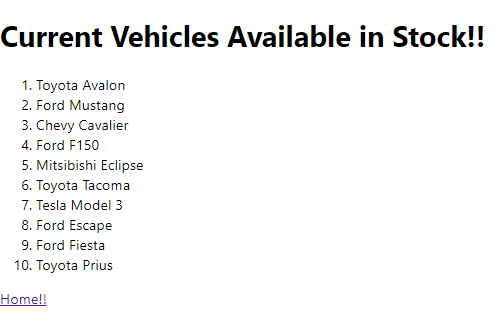 Current Vehicles Available in Stock!!
1. Toyota Avalon
2. Ford Mustang
3. Chevy Cavalier
4. Ford F150
5. Mitsibishi Eclipse
6. Toyota Tacoma
7. Tesla Model 3
8. Ford Escape
9. Ford Fiesta
10. Toyota Prius
Home!!